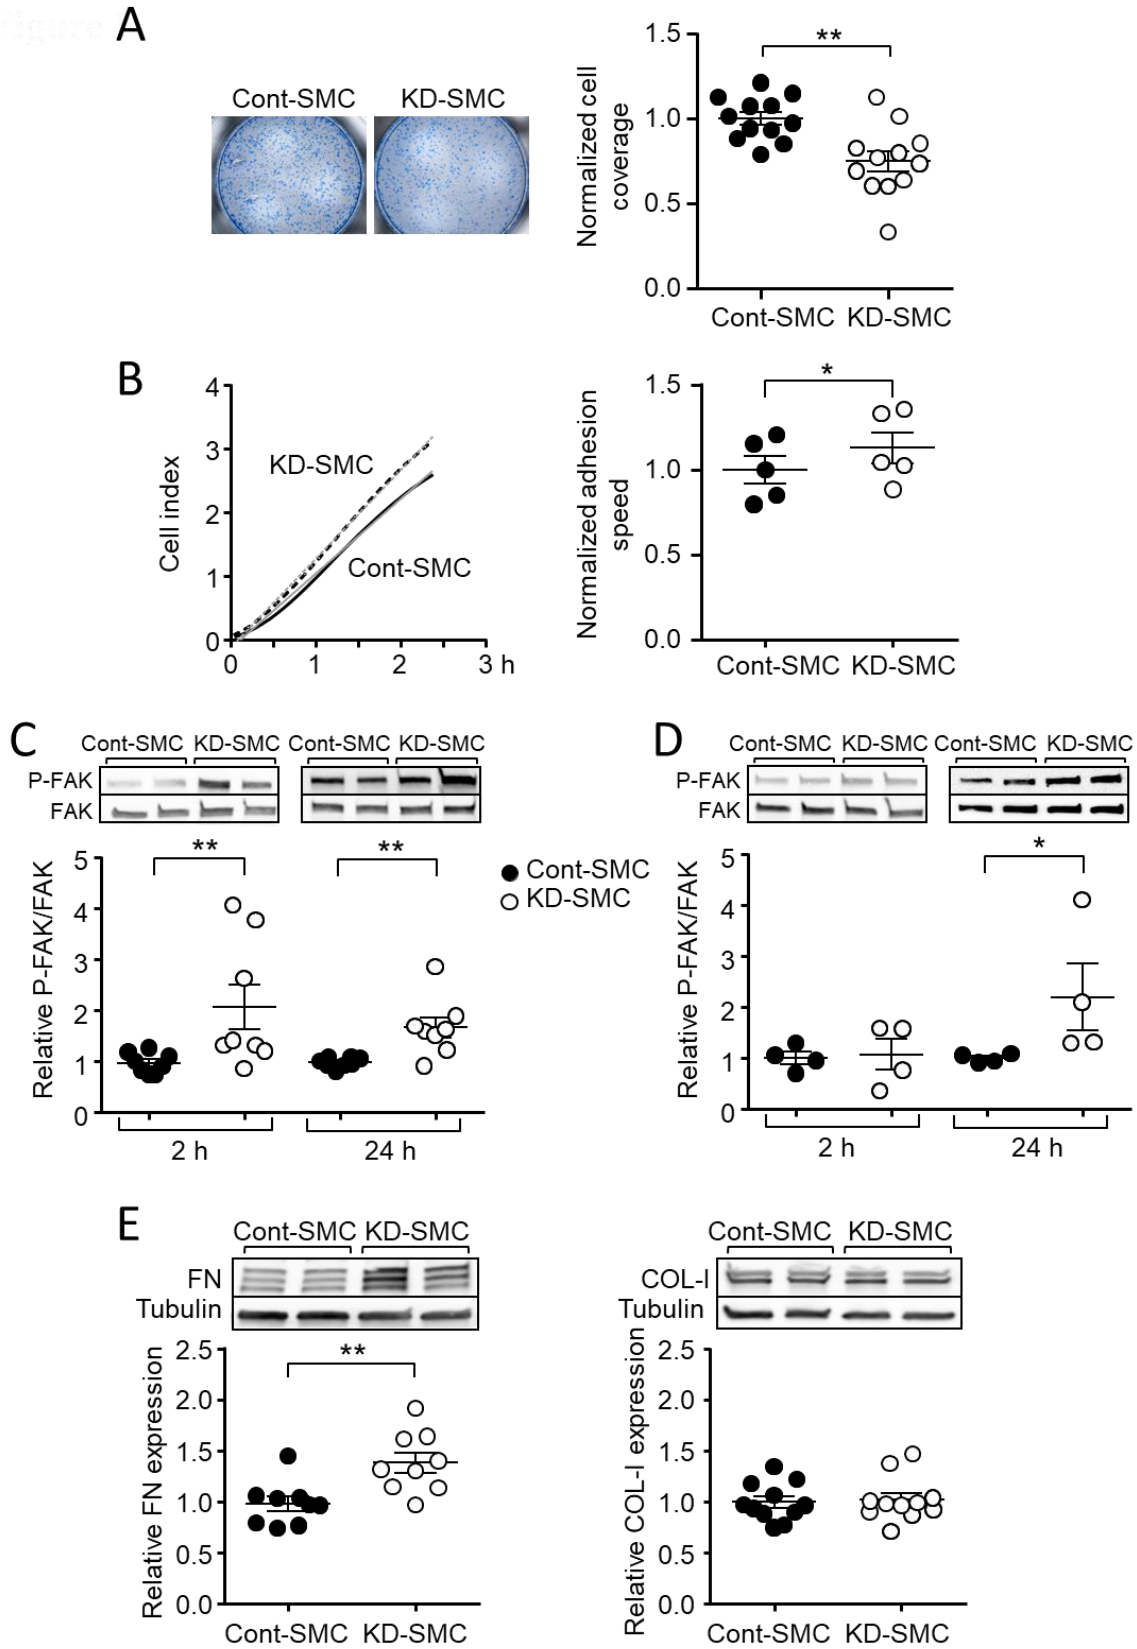 Figure
A
Cont-SMC KD-SMC
**
1.5
1.0
0.5
0.0
Normalized cell
coverage
Cont-SMC KD-SMC
B
4
3
2
1
0
Cell index
KD-SMC
Cont-SMC
0 1 2 3 h
*
1.5
1.0
0.5
0.0
Normalized adhesion
speed
Cont-SMC KD-SMC
C
Cont-SMC KD-SMC Cont-SMC KD-SMC
P-FAK
FAK
** **
5
4
3
2
1
0
Relative P-FAK/FAK
2 h 24 h
Cont-SMC
KD-SMC
D
Cont-SMC KD-SMC Cont-SMC KD-SMC
P-FAK
FAK
*
5
4
3
2
1
0
Relative P-FAK/FAK
2 h 24 h
E
Cont-SMC KD-SMC
FN
Tubulin
**
2.5
2.0
1.5
1.0
0.5
0.0
Relative FN expression
Cont-SMC KD-SMC
Cont-SMC KD-SMC
COL-I
Tubulin
2.5
2.0
1.5
1.0
0.5
0.0
Relative COL-I expression
Cont-SMC KD-SMC